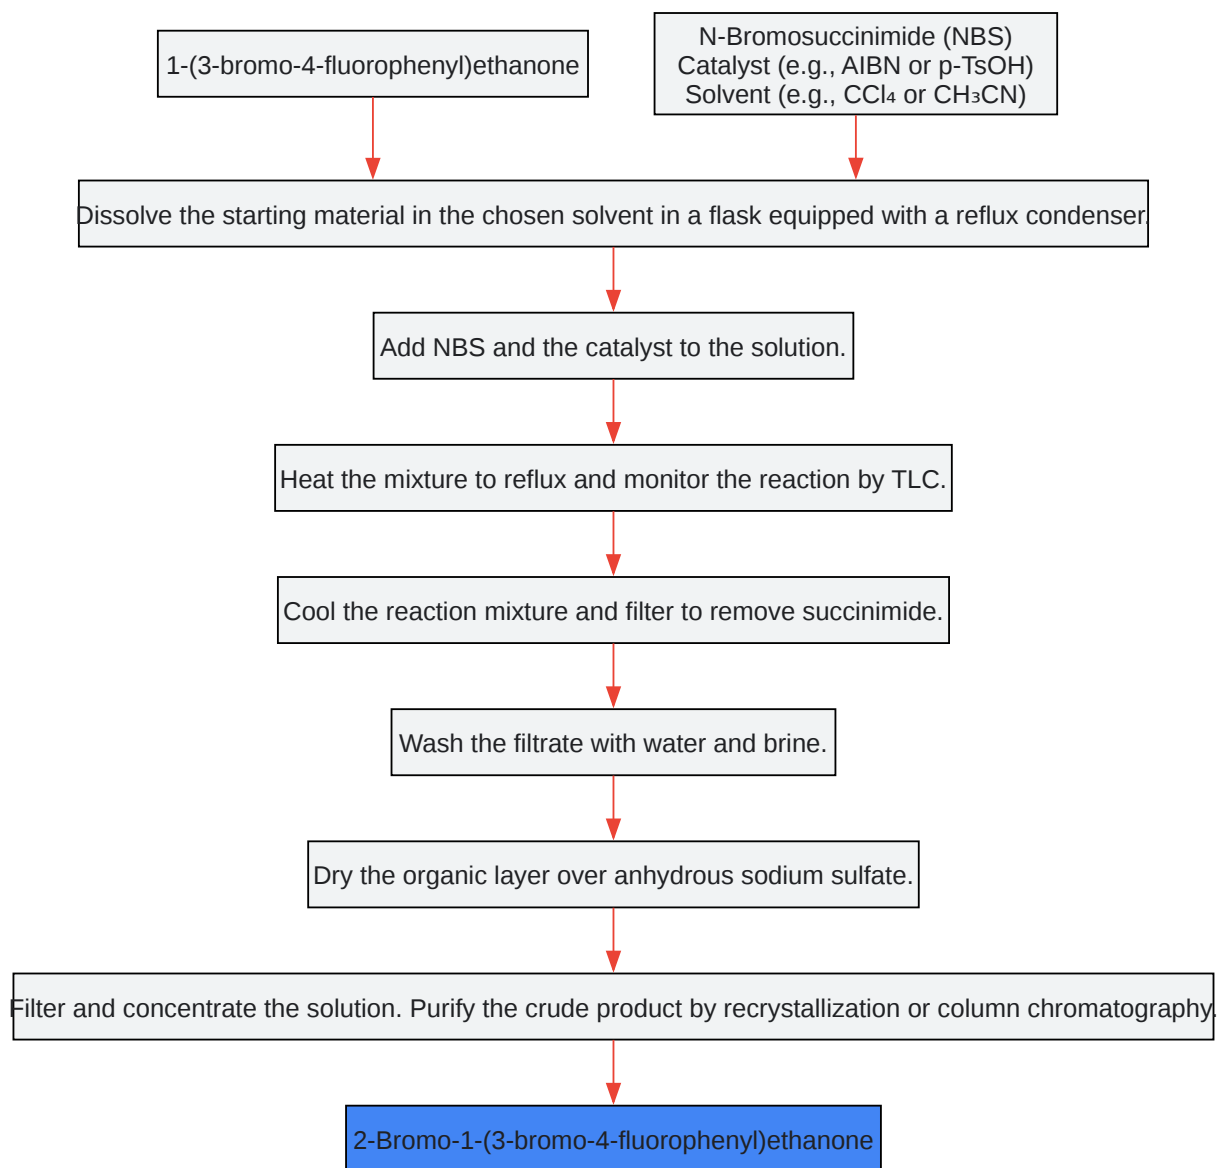 1-(3-bromo-4-fluorophenyl)ethanone
N-Bromosuccinimide (NBS)
Catalyst (e.g., AIBN or p-TsOH)
Solvent (e.g., CCl₄ or CH₃CN)
Dissolve the starting material in the chosen solvent in a flask equipped with a reflux condenser.
Add NBS and the catalyst to the solution.
Heat the mixture to reflux and monitor the reaction by TLC.
Cool the reaction mixture and filter to remove succinimide.
Wash the filtrate with water and brine.
Dry the organic layer over anhydrous sodium sulfate.
Filter and concentrate the solution. Purify the crude product by recrystallization or column chromatography.
2-Bromo-1-(3-bromo-4-fluorophenyl)ethanone